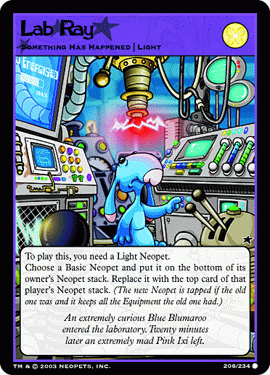 Lab Ray
Something Has Happened | Light
To play this, you need a Light Neopet.
Choose a Basic Neopet and put it on the bottom of its
owner's Neopet stack. Replace it with the top card of that
player's Neopet stack. (The new Neopet is tapped if the old
one was and it keeps all the Equipment the old one had.)
An extremely curious Blue Blumaroo
entered the laboratory. Twenty minutes
later an extremely mad Pink Ixi left.
TM & © 2003 NEOPETS, INC.
208/234